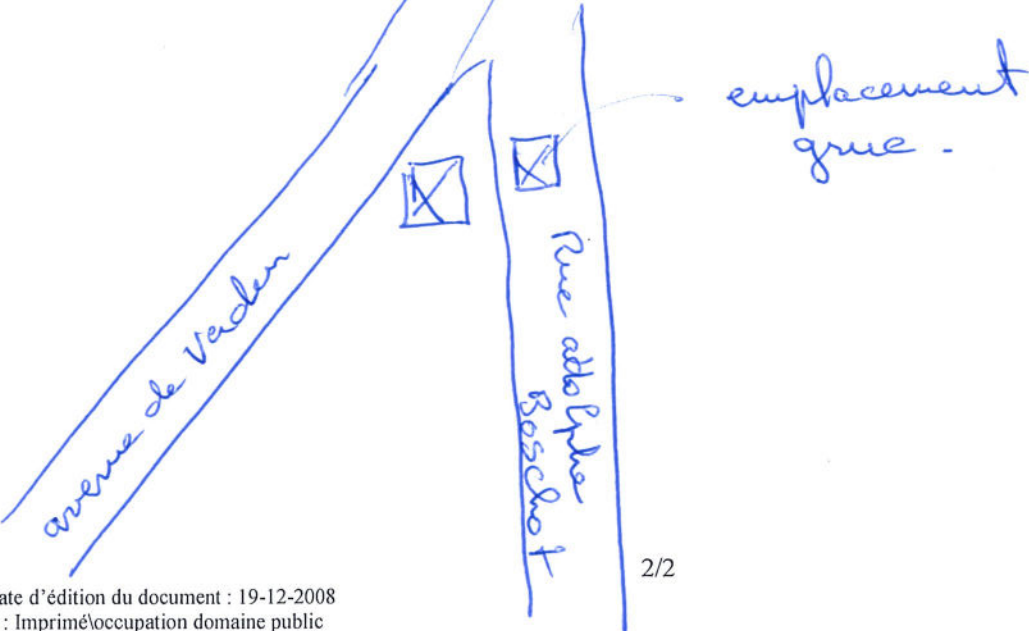 emplacement
grue -
avenue de Verdun
Rue adolphe
Boschot
2/2
ate d'édition du document : 19-12-2008
: Imprimé\occupation domaine public